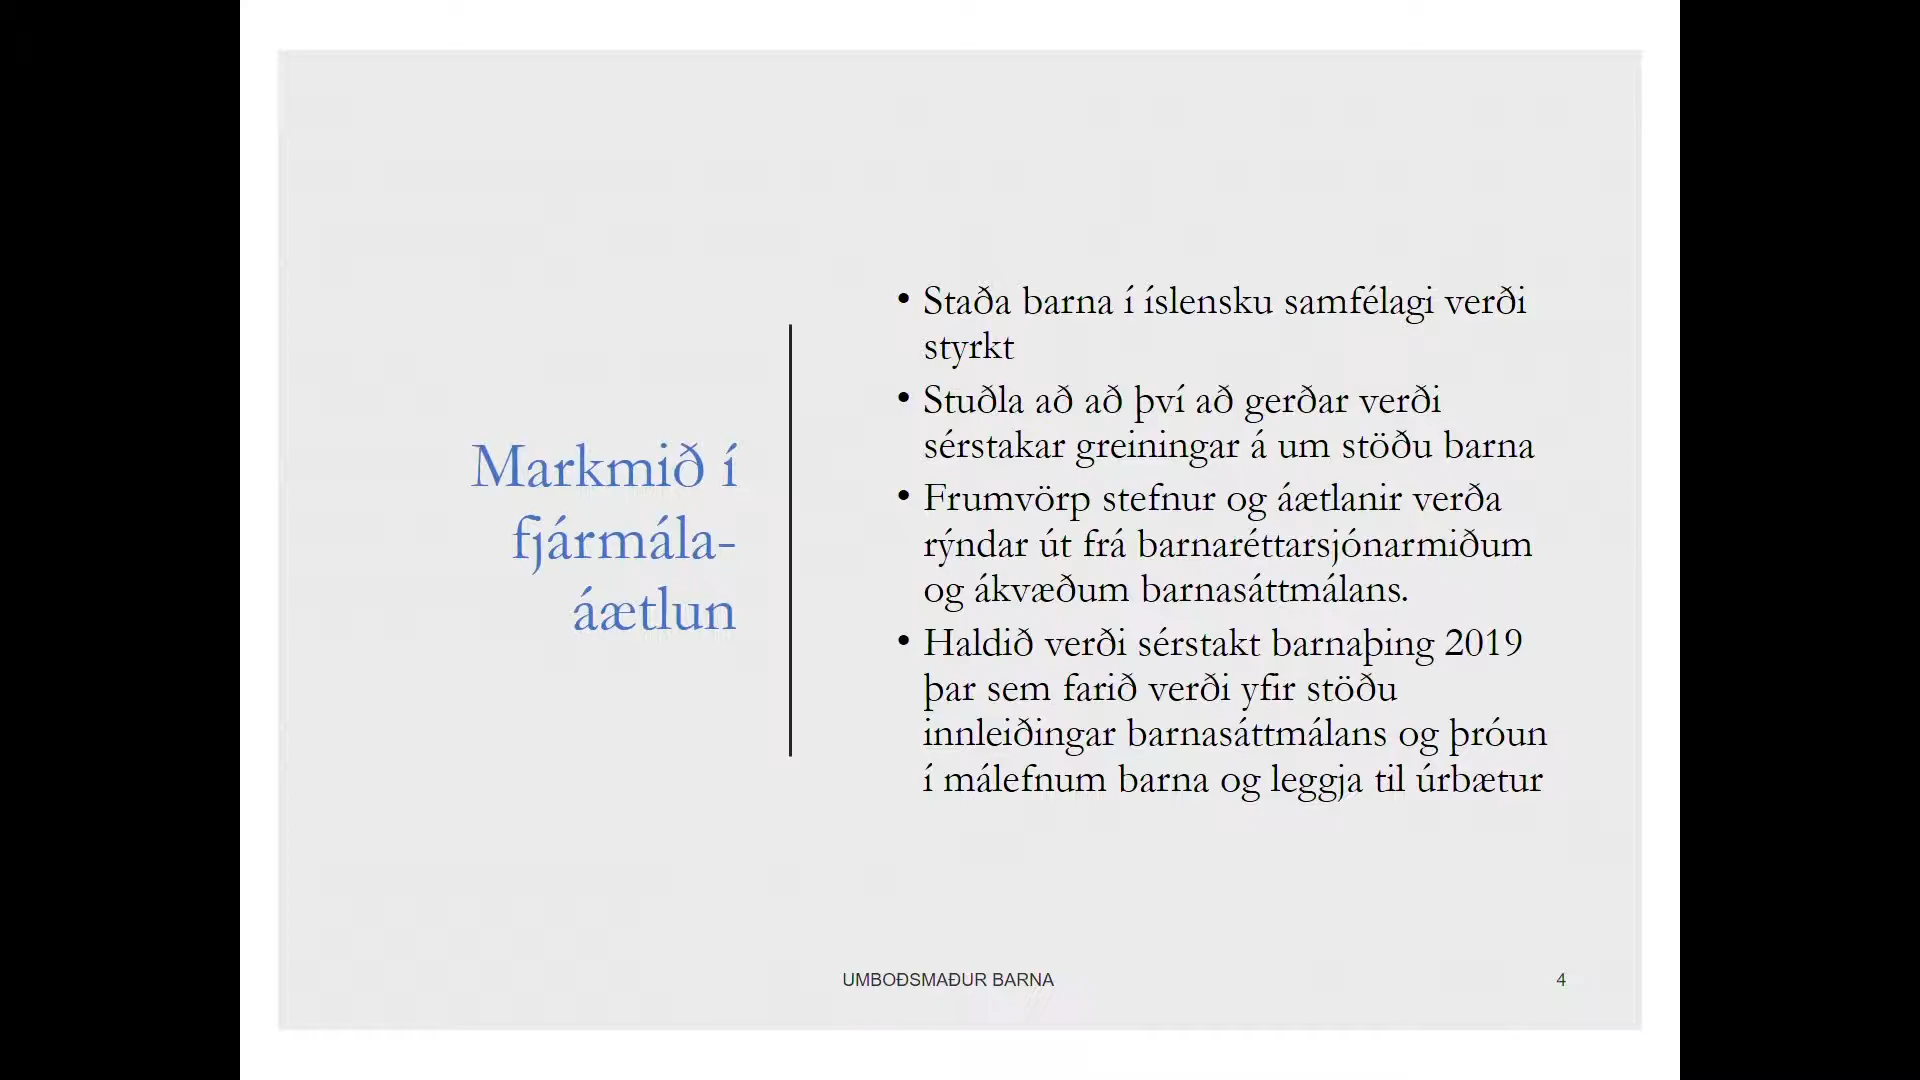 Markmið í
fjármála-
áætlun
• Staða barna í íslensku samfélagi verði
styrkt
• Stuðla að að því að gerðar verði
sérstakar greiningar á um stöðu barna
• Frumvörp stefnur og áætlanir verða
rýndar út frá barnaréttarsjónarmiðum
og ákvæðum barnasáttmálans.
• Haldið verði sérstakt barnaþing 2019
þar sem farið verði yfir stöðu
innleiðingar barnasáttmálans og þróun
í málefnum barna og leggja til úrbætur
UMBOÐSMAÐUR BARNA
4